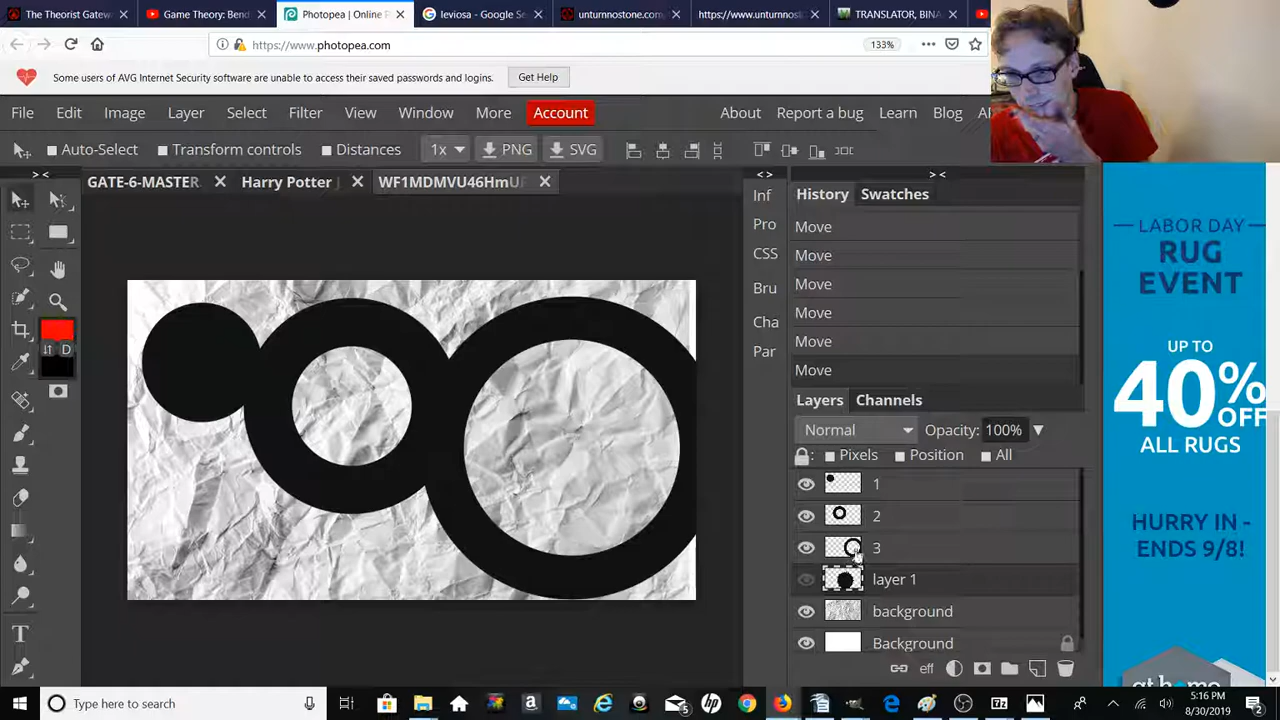 The Theorist Gateway
Game Theory: Bend
Photopea | Online P
leviosa - Google Se
unturnnostone.com/
https://www.unturnnost
TRANSLATOR, BINA
https://www.photopea.com
133%
Some users of AVG Internet Security software are unable to access their saved passwords and logins.
Get Help
File Edit Image Layer Select Filter View Window More Account About Report a bug Learn Blog
Auto-Select Transform controls Distances 1x PNG SVG
GATE-6-MASTER. Harry Potter WF1MDMVU46HmU
Inf
Pro
CSS
Bru
Cha
Par
History Swatches
Move
Move
Move
Move
Move
Move
Layers Channels
Normal Opacity: 100%
Pixels Position All
1
2
3
layer 1
background
Background
LABOR DAY
RUG
EVENT
UP TO
40%
OFF
ALL RUGS
HURRY IN -
ENDS 9/8!
at home
Type here to search
5:16 PM
8/30/2019